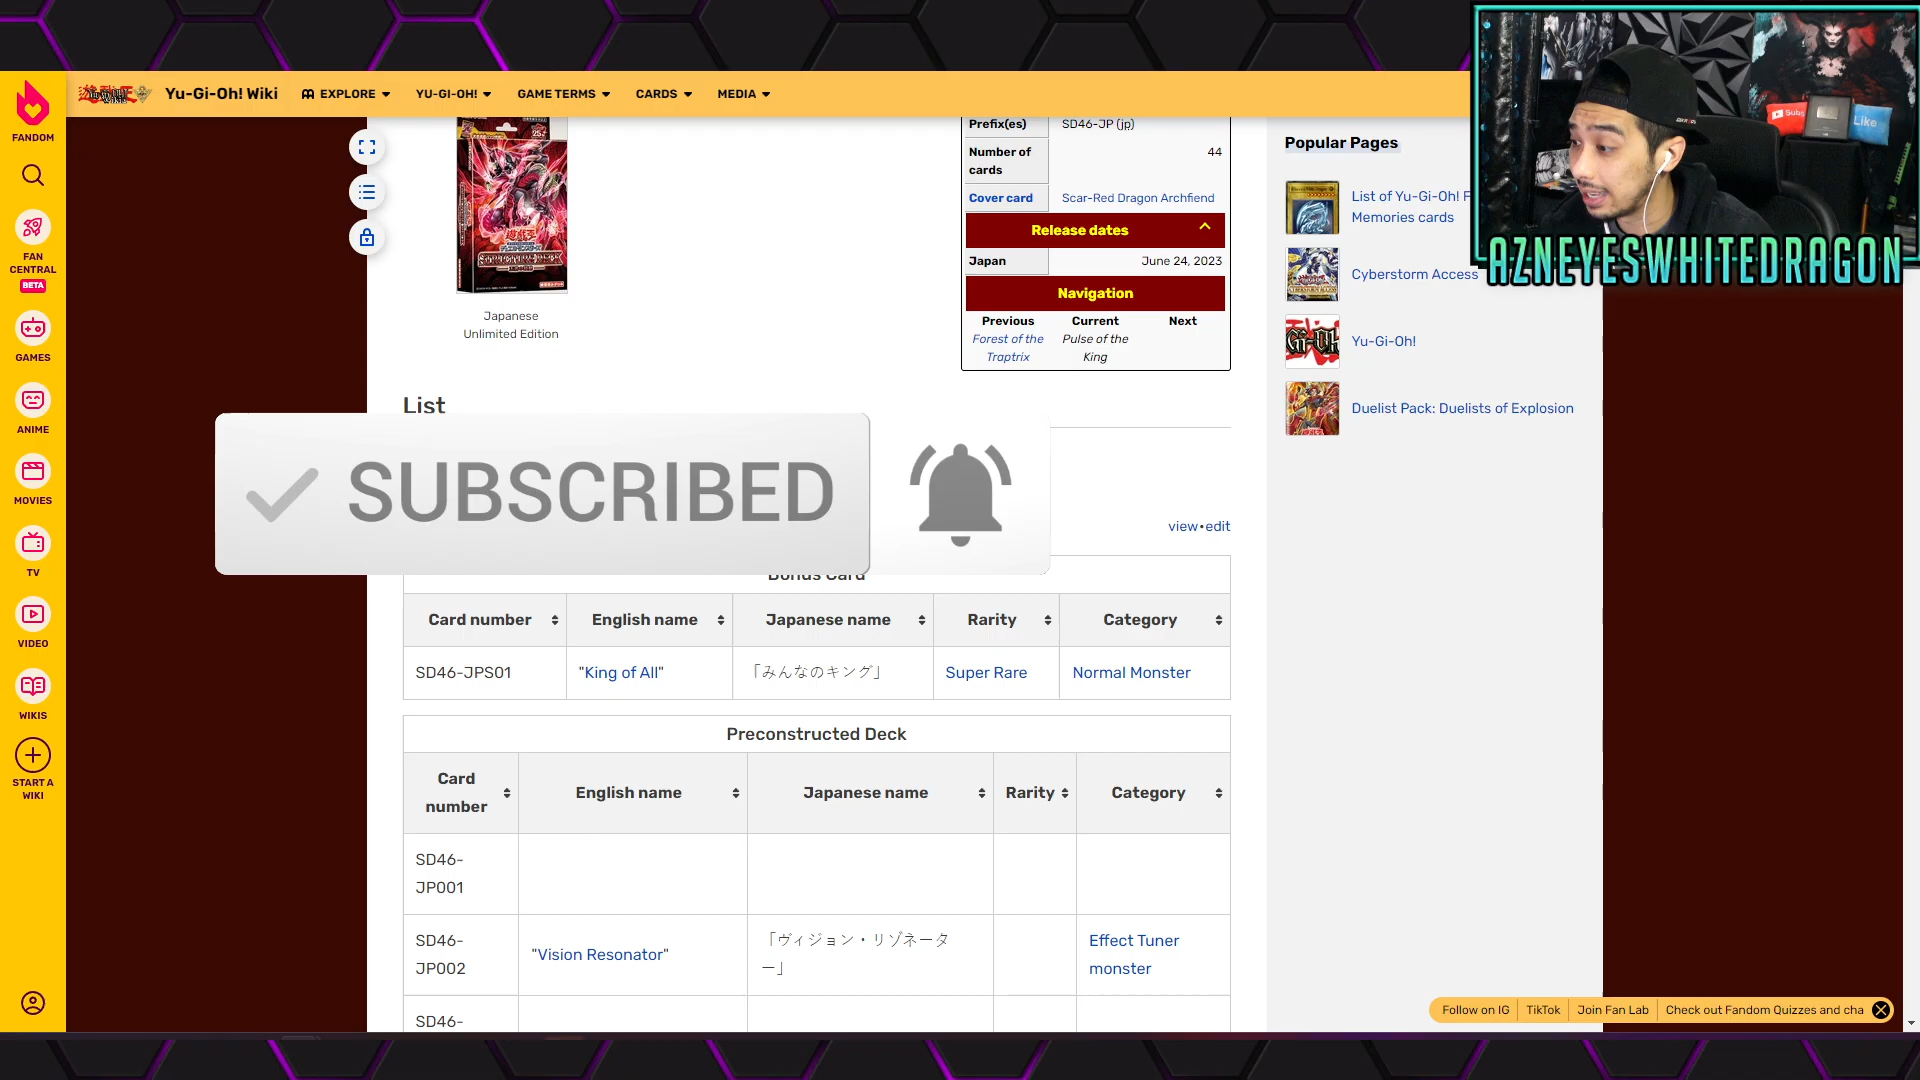 FANDOM
FAN
CENTRAL
BETA
GAMES
ANIME
MOVIES
TV
VIDEO
WIKIS
START A
WIKI
Yu-Gi-Oh! Wiki
EXPLORE
YU-GI-OH!
GAME TERMS
CARDS
MEDIA
STRUCTURE DECK
Japanese
Unlimited Edition
Prefix(es)
SD46-JP (jp)
Number of
cards
44
Cover card
Scar-Red Dragon Archfiend
Release dates
Japan
June 24, 2023
Navigation
Previous
Current
Next
Forest of the
Traptrix
Pulse of the
King
List
SUBSCRIBED
view•edit
Bonus Card
Card number
English name
Japanese name
Rarity
Category
SD46-JPS01
"King of All"
「みんなのキング」
Super Rare
Normal Monster
Preconstructed Deck
Card
number
English name
Japanese name
Rarity
Category
SD46-
JP001
SD46-
JP002
"Vision Resonator"
「ヴィジョン・リゾネータ
ー」
Effect Tuner
monster
SD46-
Popular Pages
List of Yu-Gi-Oh! F
Memories cards
Cyberstorm Access
Yu-Gi-Oh!
Duelist Pack: Duelists of Explosion
Subs
Like
AZNEYESWHITEDRAGON
Follow on IG
TikTok
Join Fan Lab
Check out Fandom Quizzes and cha